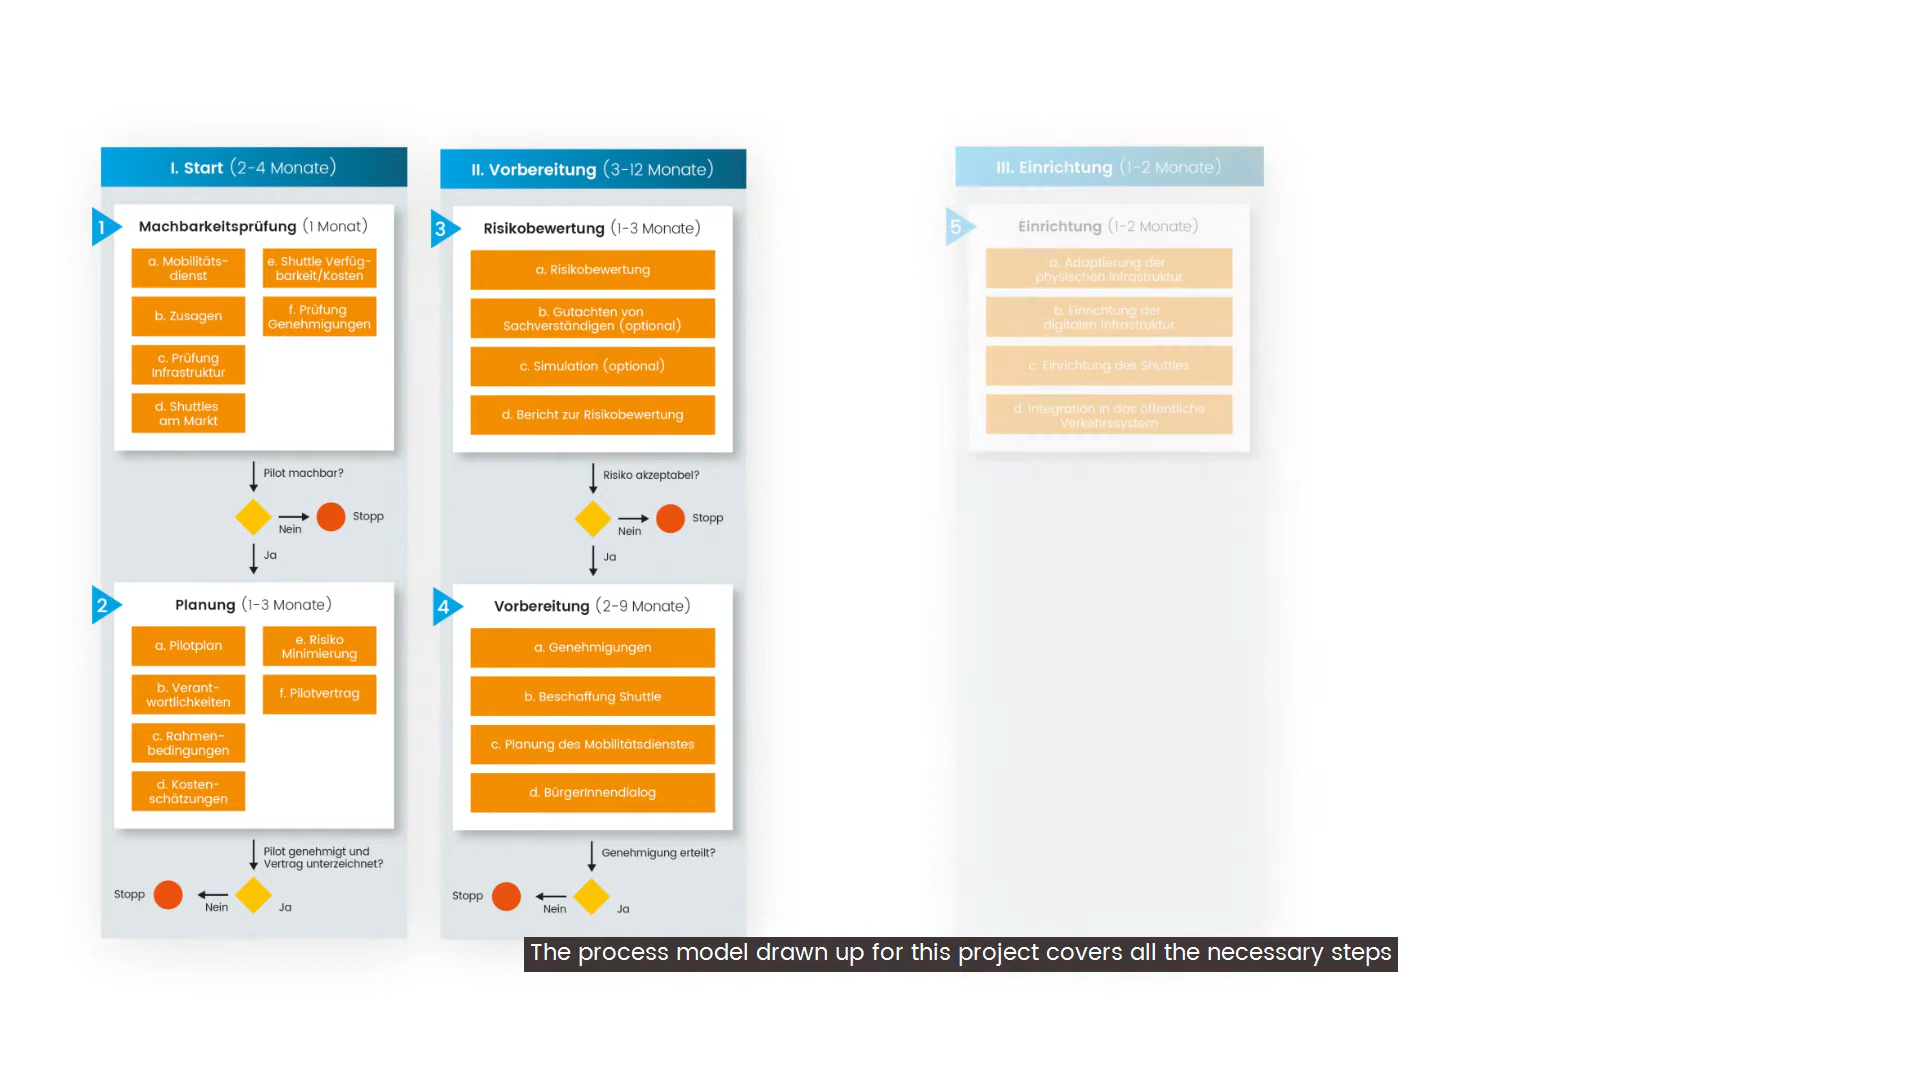 I. Start (2-4 Monate)
1
Machbarkeitsprüfung (1 Monat)
a. Mobilitäts-
dienst
b. Zusagen
c. Prüfung
Infrastruktur
d. Shuttles
am Markt
e. Shuttle Verfüg-
barkeit/Kosten
f. Prüfung
Genehmigungen
Pilot machbar?
Nein
Stopp
Ja
2
Planung (1-3 Monate)
a. Pilotplan
b. Verant-
wortlichkeiten
c. Rahmen-
bedingungen
d. Kosten-
schätzungen
e. Risiko
Minimierung
f. Pilotvertrag
Pilot genehmigt und
Vertrag unterzeichnet?
Stopp
Nein
Ja
II. Vorbereitung (3-12 Monate)
3
Risikobewertung (1-3 Monate)
a. Risikobewertung
b. Gutachten von
Sachverständigen (optional)
c. Simulation (optional)
d. Bericht zur Risikobewertung
Risiko akzeptabel?
Nein
Stopp
Ja
4
Vorbereitung (2-9 Monate)
a. Genehmigungen
b. Beschaffung Shuttle
c. Planung des Mobilitätsdienstes
d. BürgerInnendialog
Genehmigung erteilt?
Stopp
Nein
Ja
III. Einrichtung (1-2 Monate)
5
Einrichtung (1-2 Monate)
a. Adaptierung der
physischen Infrastruktur
b. Einrichtung der
digitalen Infrastruktur
c. Einrichtung des Shuttles
d. Integration in das öffentliche
Verkehrssystem
The process model drawn up for this project covers all the necessary steps